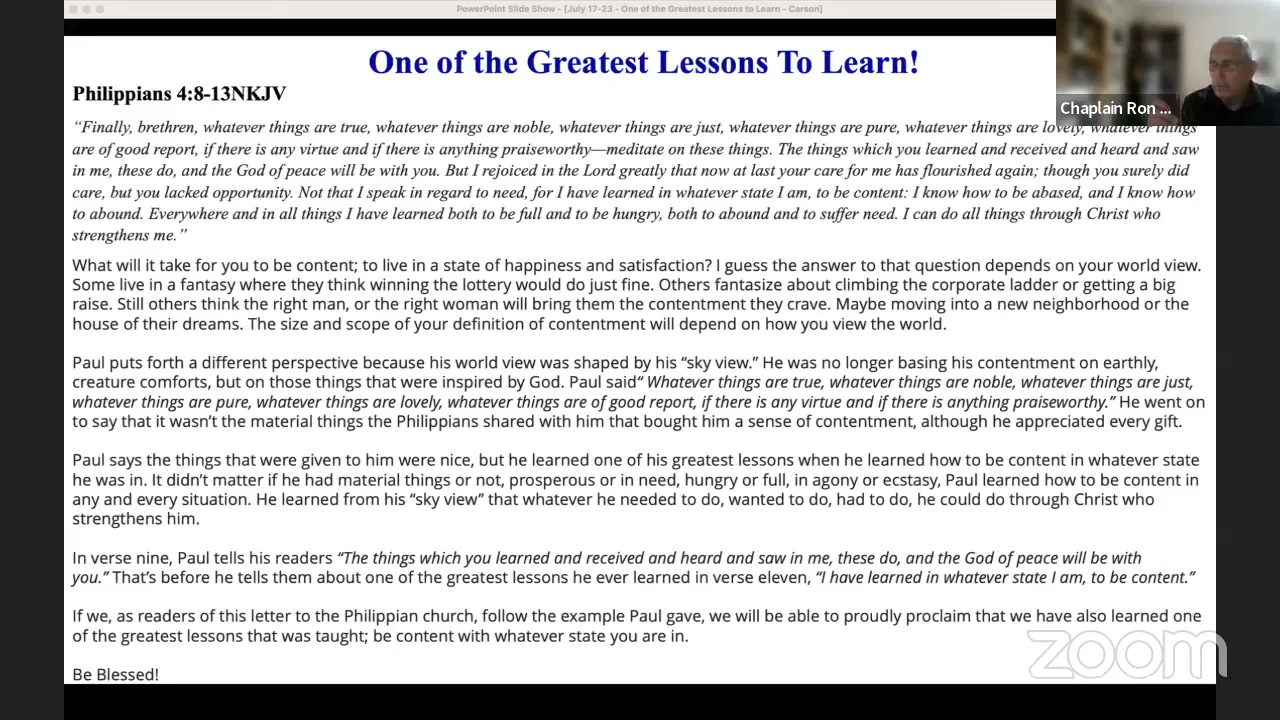 PowerPoint Slide Show - [July 17-23 - One of the Greatest Lessons to Learn - Carson]
One of the Greatest Lessons To Learn!
Chaplain Ron ...
Philippians 4:8-13NKJV
“Finally, brethren, whatever things are true, whatever things are noble, whatever things are just, whatever things are pure, whatever things are lovely, whatever things
are of good report, if there is any virtue and if there is anything praiseworthy—meditate on these things. The things which you learned and received and heard and saw
in me, these do, and the God of peace will be with you. But I rejoiced in the Lord greatly that now at last your care for me has flourished again; though you surely did
care, but you lacked opportunity. Not that I speak in regard to need, for I have learned in whatever state I am, to be content: I know how to be abased, and I know how
to abound. Everywhere and in all things I have learned both to be full and to be hungry, both to abound and to suffer need. I can do all things through Christ who
strengthens me.”
What will it take for you to be content; to live in a state of happiness and satisfaction? I guess the answer to that question depends on your world view.
Some live in a fantasy where they think winning the lottery would do just fine. Others fantasize about climbing the corporate ladder or getting a big
raise. Still others think the right man, or the right woman will bring them the contentment they crave. Maybe moving into a new neighborhood or the
house of their dreams. The size and scope of your definition of contentment will depend on how you view the world.
Paul puts forth a different perspective because his world view was shaped by his “sky view.” He was no longer basing his contentment on earthly,
creature comforts, but on those things that were inspired by God. Paul said“ Whatever things are true, whatever things are noble, whatever things are just,
whatever things are pure, whatever things are lovely, whatever things are of good report, if there is any virtue and if there is anything praiseworthy.” He went on
to say that it wasn’t the material things the Philippians shared with him that bought him a sense of contentment, although he appreciated every gift.
Paul says the things that were given to him were nice, but he learned one of his greatest lessons when he learned how to be content in whatever state
he was in. It didn’t matter if he had material things or not, prosperous or in need, hungry or full, in agony or ecstasy, Paul learned how to be content in
any and every situation. He learned from his “sky view” that whatever he needed to do, wanted to do, had to do, he could do through Christ who
strengthens him.
In verse nine, Paul tells his readers “The things which you learned and received and heard and saw in me, these do, and the God of peace will be with
you.” That’s before he tells them about one of the greatest lessons he ever learned in verse eleven, “I have learned in whatever state I am, to be content.”
If we, as readers of this letter to the Philippian church, follow the example Paul gave, we will be able to proudly proclaim that we have also learned one
of the greatest lessons that was taught; be content with whatever state you are in.
zoom
Be Blessed!